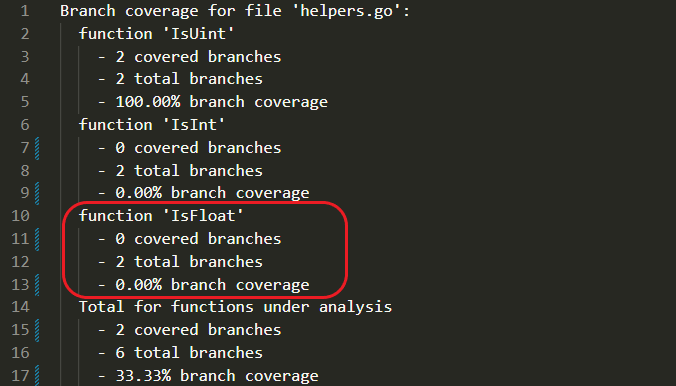 1 Branch coverage for file 'helpers.go':
2 function 'IsUint'
3 - 2 covered branches
4 - 2 total branches
5 - 100.00% branch coverage
6 function 'IsInt'
7 - 0 covered branches
8 - 2 total branches
9 - 0.00% branch coverage
10 function 'IsFloat'
11 - 0 covered branches
12 - 2 total branches
13 - 0.00% branch coverage
14 Total for functions under analysis
15 - 2 covered branches
16 - 6 total branches
17 - 33.33% branch coverage